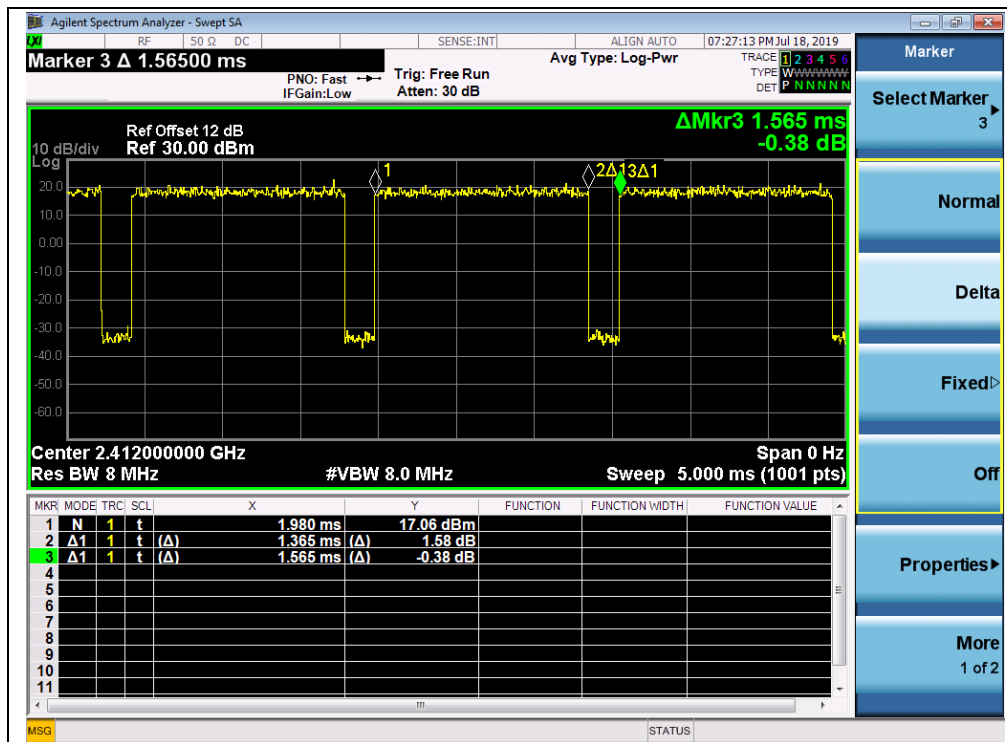 Agilent Spectrum Analyzer - Swept SA
LXI RF 50 Ω DC SENSE:INT ALIGN AUTO 07:27:13 PM Jul 18, 2019
Marker 3 Δ 1.56500 ms
PNO: Fast
IFGain:Low
Trig: Free Run
Atten: 30 dB
Avg Type: Log-Pwr
TRACE 1 2 3 4 5 6
TYPE WWWWWWW
DET P N N N N N
ΔMkr3 1.565 ms
-0.38 dB
Ref Offset 12 dB
10 dB/div Ref 30.00 dBm
Log
1 2Δ13Δ1
20.0
10.0
0.00
-10.0
-20.0
-30.0
-40.0
-50.0
-60.0
Center 2.412000000 GHz Span 0 Hz
Res BW 8 MHz #VBW 8.0 MHz Sweep 5.000 ms (1001 pts)
MKR MODE TRC SCL X Y FUNCTION FUNCTION WIDTH FUNCTION VALUE
1 N 1 t 1.980 ms 17.06 dBm
2 Δ1 1 t (Δ) 1.365 ms (Δ) 1.58 dB
3 Δ1 1 t (Δ) 1.565 ms (Δ) -0.38 dB
4
5
6
7
8
9
10
11
MSG STATUS
Marker
Select Marker
3
Normal
Delta
Fixed
Off
Properties
More
1 of 2